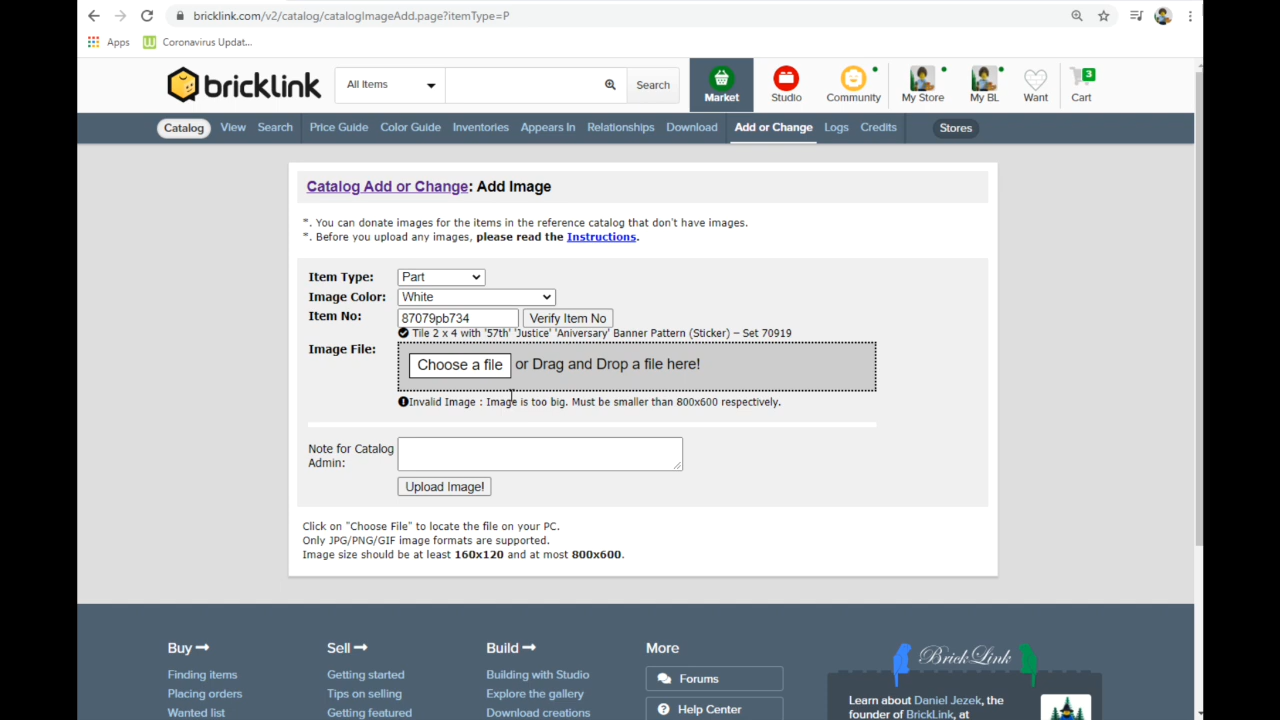 bricklink.com/v2/catalog/catalogImageAdd.page?itemType=P
Apps
Coronavirus Updat...
bricklink
All Items
Search
Market
Studio
Community
My Store
My BL
Want
3
Cart
Catalog
View
Search
Price Guide
Color Guide
Inventories
Appears In
Relationships
Download
Add or Change
Logs
Credits
Stores
Catalog Add or Change: Add Image
*. You can donate images for the items in the reference catalog that don't have images.
*. Before you upload any images, please read the Instructions.
Item Type: Part
Image Color: White
Item No: 87079pb734 Verify Item No
Tile 2 x 4 with '57th' 'Justice' 'Aniversary' Banner Pattern (Sticker) – Set 70919
Image File: Choose a file or Drag and Drop a file here!
Invalid Image : Image is too big. Must be smaller than 800x600 respectively.
Note for Catalog
Admin:
Upload Image!
Click on "Choose File" to locate the file on your PC.
Only JPG/PNG/GIF image formats are supported.
Image size should be at least 160x120 and at most 800x600.
Buy
Finding items
Placing orders
Wanted list
Sell
Getting started
Tips on selling
Getting featured
Build
Building with Studio
Explore the gallery
Download creations
More
Forums
Help Center
BrickLink
Learn about Daniel Jezek, the
founder of BrickLink, at